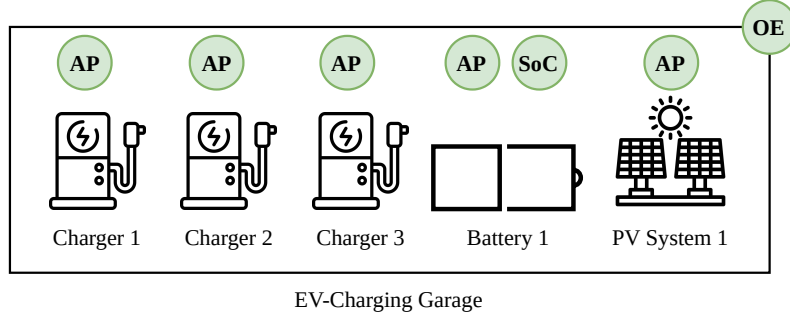 OE
AP AP AP AP SoC AP
Charger 1 Charger 2 Charger 3 Battery 1 PV System 1
EV-Charging Garage